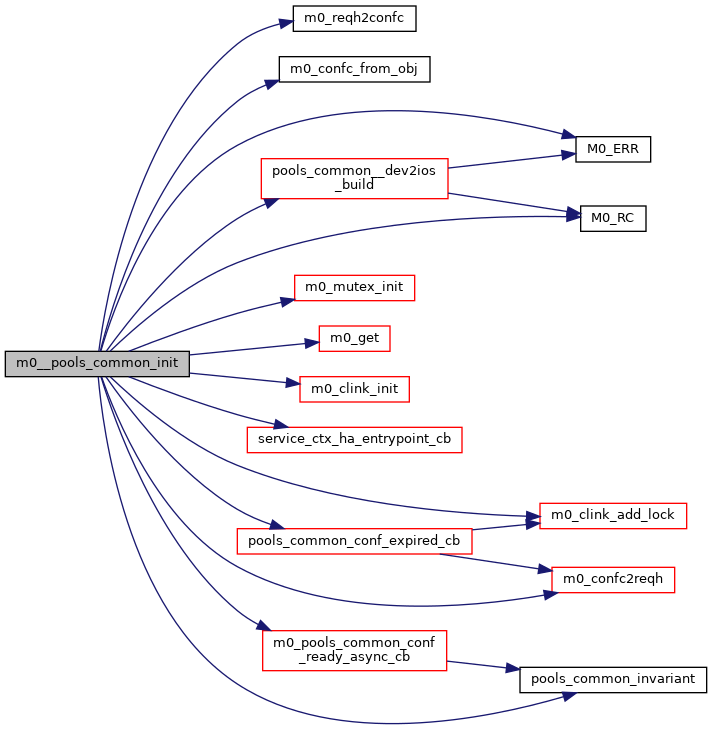 m0_reqh2confc
m0_confc_from_obj
M0_ERR
pools_common__dev2ios
_build
M0_RC
m0_mutex_init
m0_get
m0__pools_common_init
m0_clink_init
service_ctx_ha_entrypoint_cb
m0_clink_add_lock
pools_common_conf_expired_cb
m0_confc2reqh
m0_pools_common_conf
_ready_async_cb
pools_common_invariant